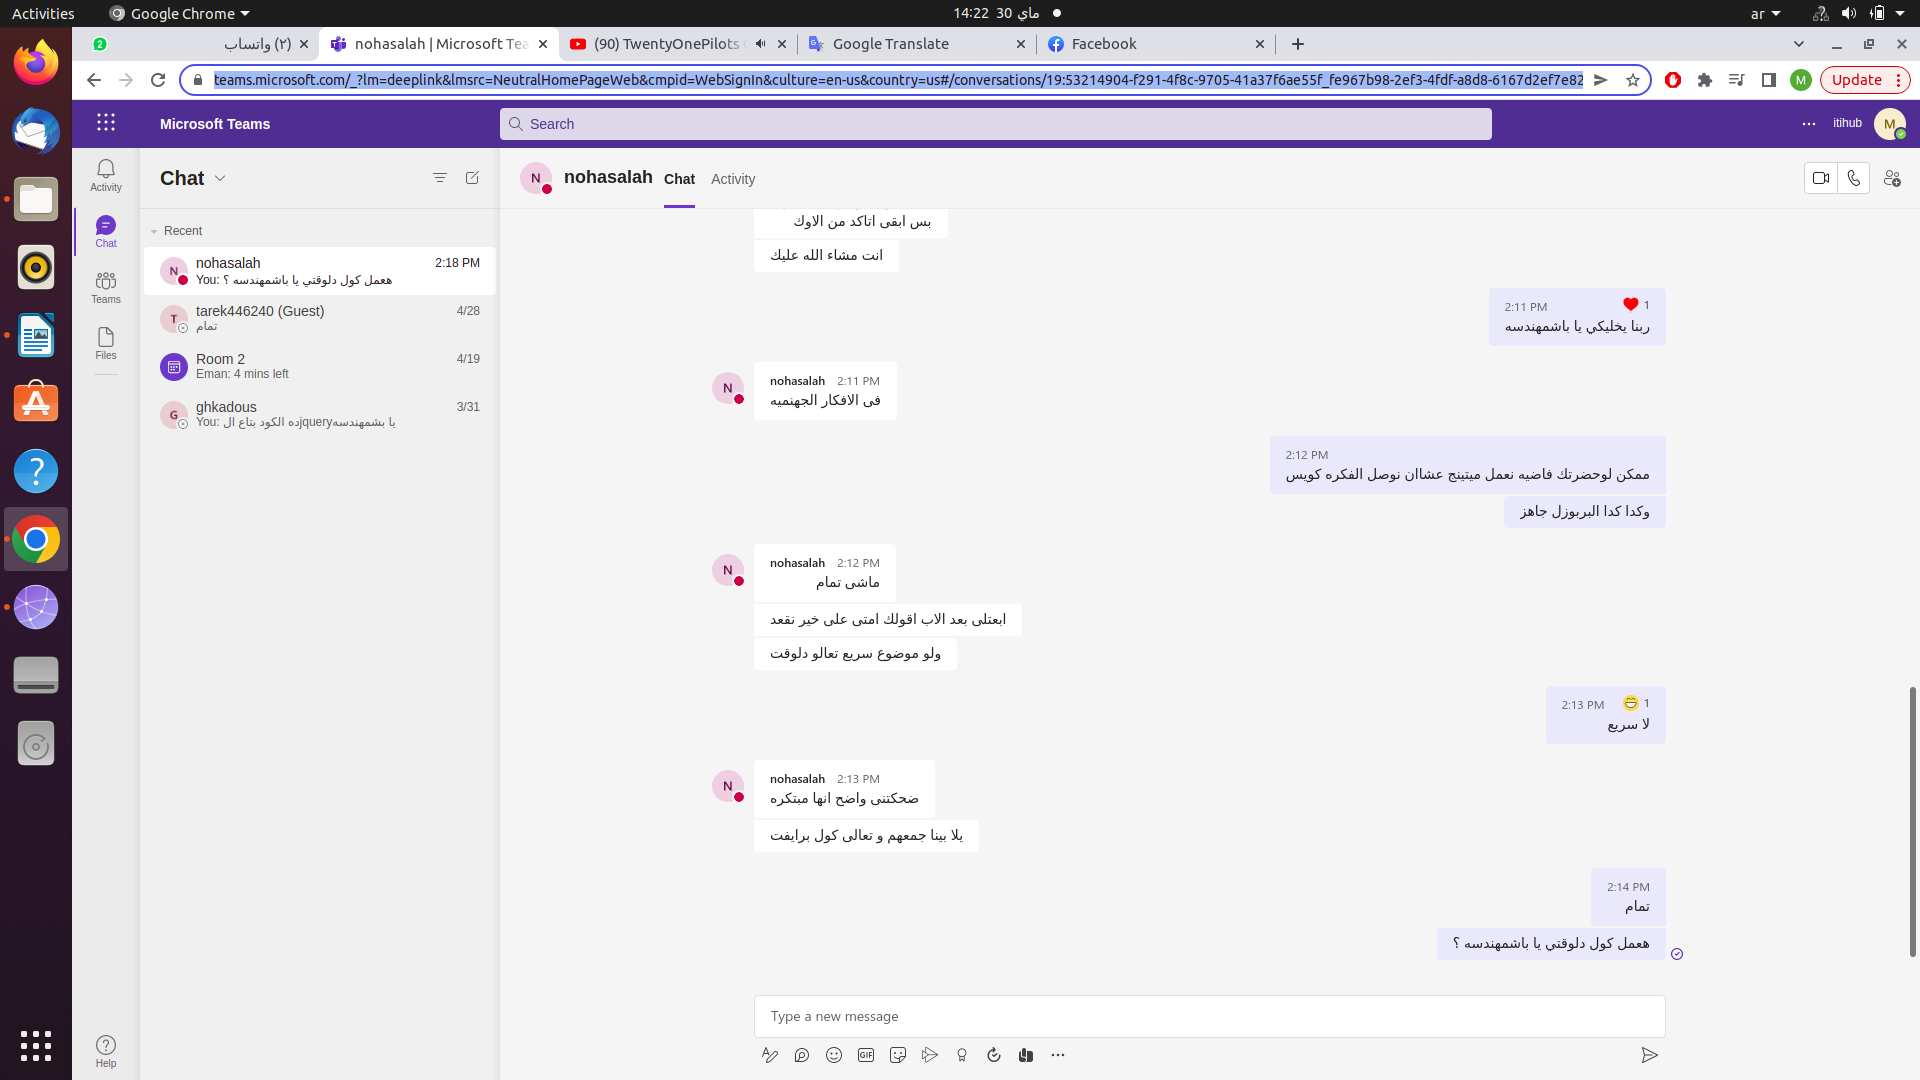 Activities
Google Chrome
14:22 30 ماي
ar
(٢) واتساب
nohasalah | Microsoft Tea
(90) TwentyOnePilots
Google Translate
Facebook
teams.microsoft.com/_?lm=deeplink&lmsrc=NeutralHomePageWeb&cmpid=WebSignIn&culture=en-us&country=us#/conversations/19:53214904-f291-4f8c-9705-41a37f6ae55f_fe967b98-2ef3-4fdf-a8d8-6167d2ef7e82
M
Update
Microsoft Teams
Search
itihub
M
Activity
Chat
Teams
Files
Help
Chat
Recent
N
nohasalah
2:18 PM
You: هعمل كول دلوقتي يا باشمهندسه ؟
T
tarek446240 (Guest)
4/28
تمام
Room 2
4/19
Eman: 4 mins left
G
ghkadous
3/31
You: ده الكود بتاع الjqueryيا بشمهندسه
N
nohasalah
Chat
Activity
بس ابقى اتاكد من الاوك
انت مشاء الله عليك
2:11 PM
1
ربنا يخليكي يا باشمهندسه
N
nohasalah 2:11 PM
فى الافكار الجهنميه
2:12 PM
ممكن لوحضرتك فاضيه نعمل ميتينج عشاان نوصل الفكره كويس
وكدا كدا البربوزل جاهز
N
nohasalah 2:12 PM
ماشى تمام
ابعتلى بعد الاب اقولك امتى على خير نقعد
ولو موضوع سريع تعالو دلوقت
2:13 PM
1
لا سريع
N
nohasalah 2:13 PM
ضحكتنى واضح انها مبتكره
يلا بينا جمعهم و تعالى كول برايفت
2:14 PM
تمام
هعمل كول دلوقتي يا باشمهندسه ؟
Type a new message
GIF